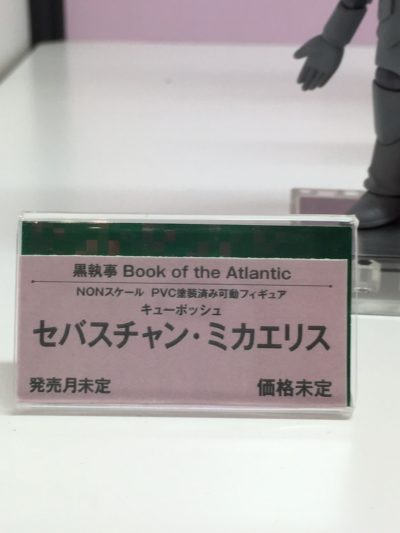 黒執事 Book of the Atlantic
NONスケール PVC塗装済み可動フィギュア
キューポッシュ
セバスチャン・ミカエリス
発売月未定 価格未定